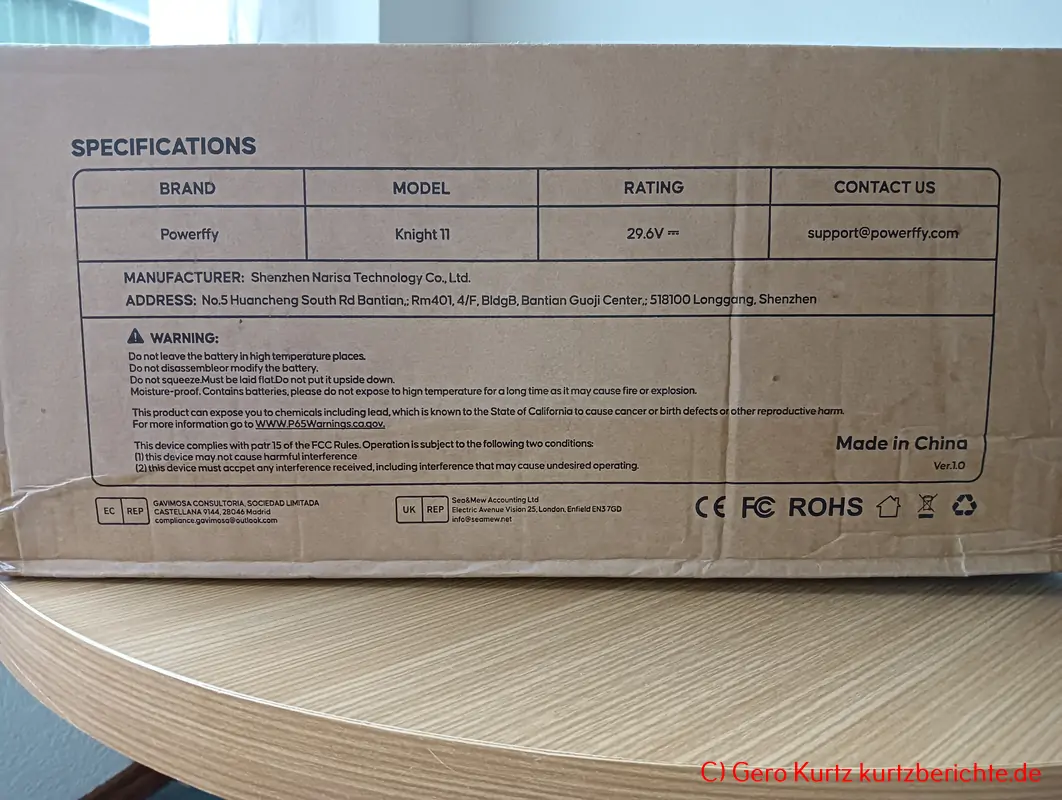 SPECIFICATIONS
BRAND MODEL RATING CONTACT US
Powerffy Knight 11 29.6V ⎓ support@powerffy.com
MANUFACTURER: Shenzhen Narisa Technology Co., Ltd.
ADDRESS: No.5 Huancheng South Rd Bantian,; Rm401, 4/F, BldgB, Bantian Guoji Center,; 518100 Longgang, Shenzhen
WARNING:
Do not leave the battery in high temperature places.
Do not disassembleor modify the battery.
Do not squeeze.Must be laid flat.Do not put it upside down.
Moisture-proof. Contains batteries, please do not expose to high temperature for a long time as it may cause fire or explosion.
This product can expose you to chemicals including lead, which is known to the State of California to cause cancer or birth defects or other reproductive harm.
For more information go to WWW.P65Warnings.ca.gov.
This device complies with patr 15 of the FCC Rules. Operation is subject to the following two conditions:
(1) this device may not cause harmful interference
(2) this device must accpet any interference received, including interference that may cause undesired operating.
Made in China
Ver.1.0
EC REP
GAVIMOSA CONSULTORIA, SOCIEDAD LIMITADA
CASTELLANA 9144, 28046 Madrid
compliance.gavimosa@outlook.com
UK REP
Sea&Mew Accounting Ltd
Electric Avenue Vision 25, London, Enfield EN3 7GD
info@seamew.net
CE FC ROHS
C) Gero Kurtz kurtzberichte.de